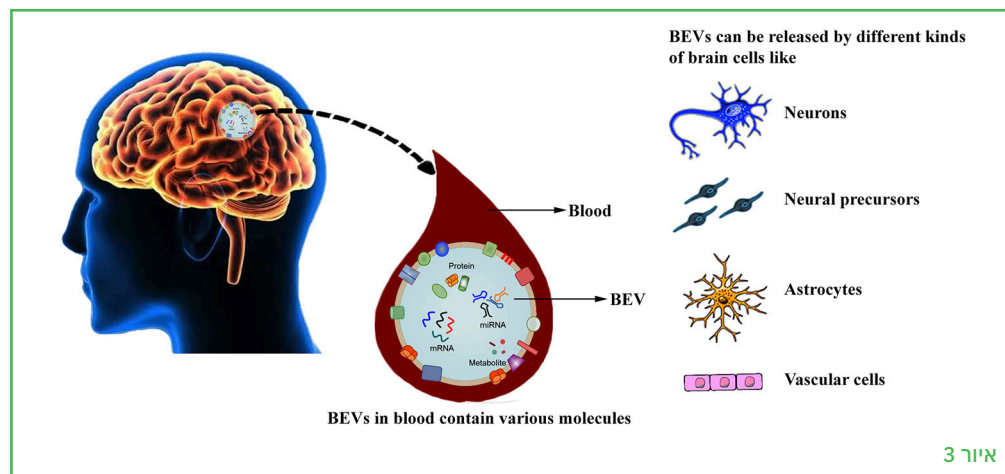 BEVs can be released by different kinds
of brain cells like
Neurons
Neural precursors
Astrocytes
Vascular cells
Blood
BEV
Protein
miRNA
mRNA
Metabolite
BEVs in blood contain various molecules
איור 3